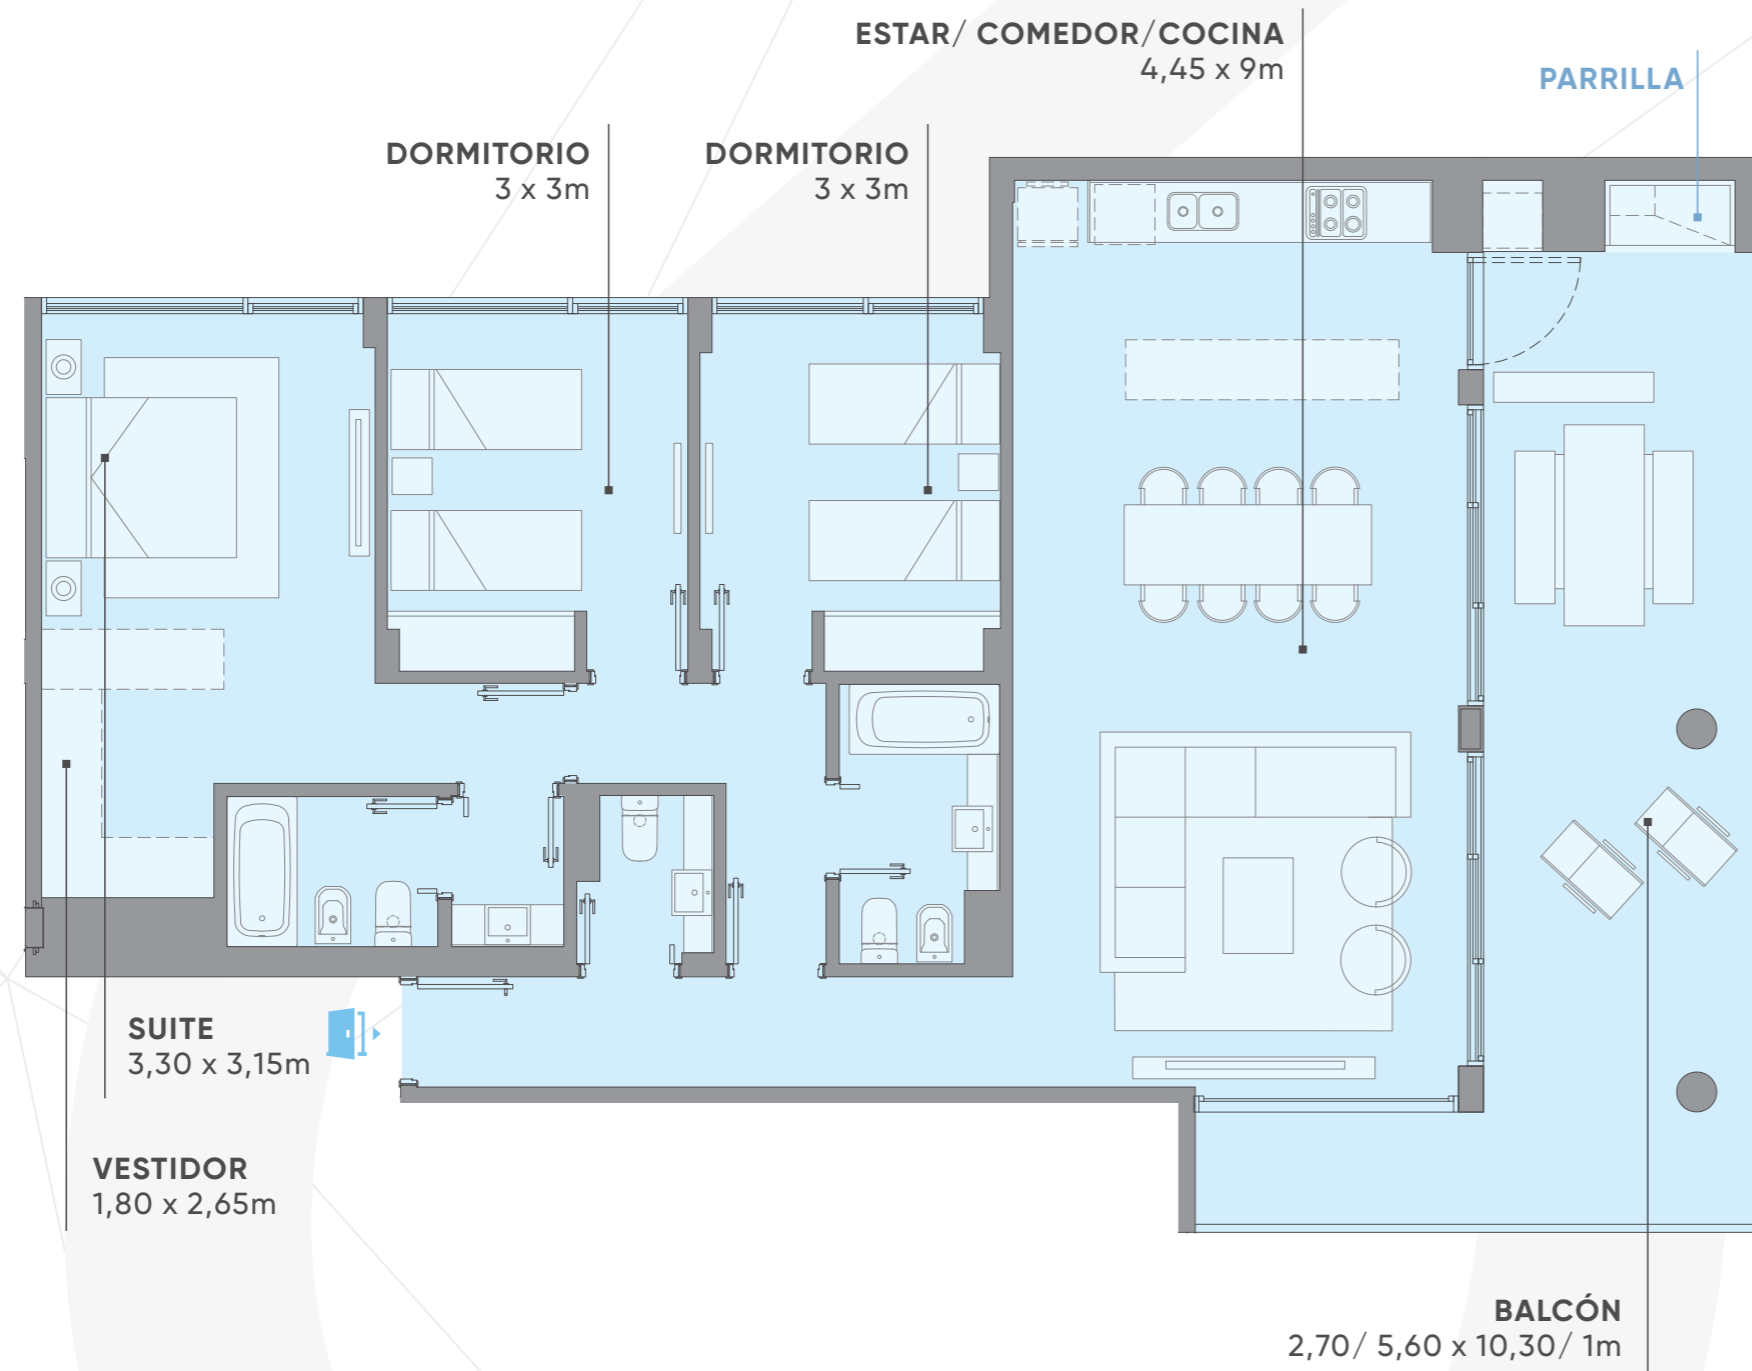 ESTAR/ COMEDOR/COCINA
4,45 x 9m
PARRILLA
DORMITORIO
3 x 3m
DORMITORIO
3 x 3m
SUITE
3,30 x 3,15m
VESTIDOR
1,80 x 2,65m
BALCÓN
2,70/ 5,60 x 10,30/ 1m